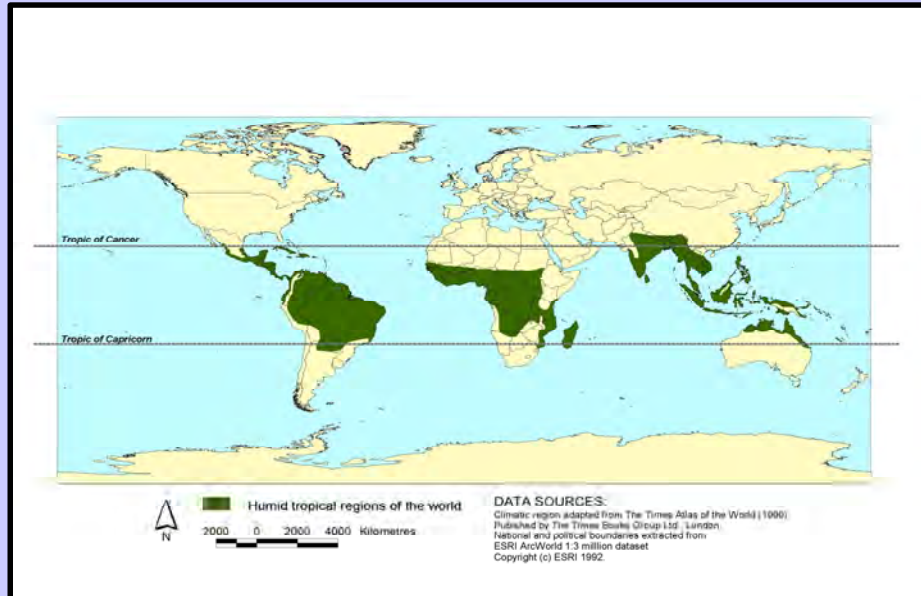 Tropic of Cancer
Tropic of Capricorn
N
Humid tropical regions of the world
2000 0 2000 4000 Kilometres
DATA SOURCES:
Climatic region adapted from The Times Atlas of the World (1990)
Published by The Times Books Group Ltd., London.
National and political boundaries extracted from
ESRI ArcWorld 1:3 million dataset
Copyright (c) ESRI 1992.